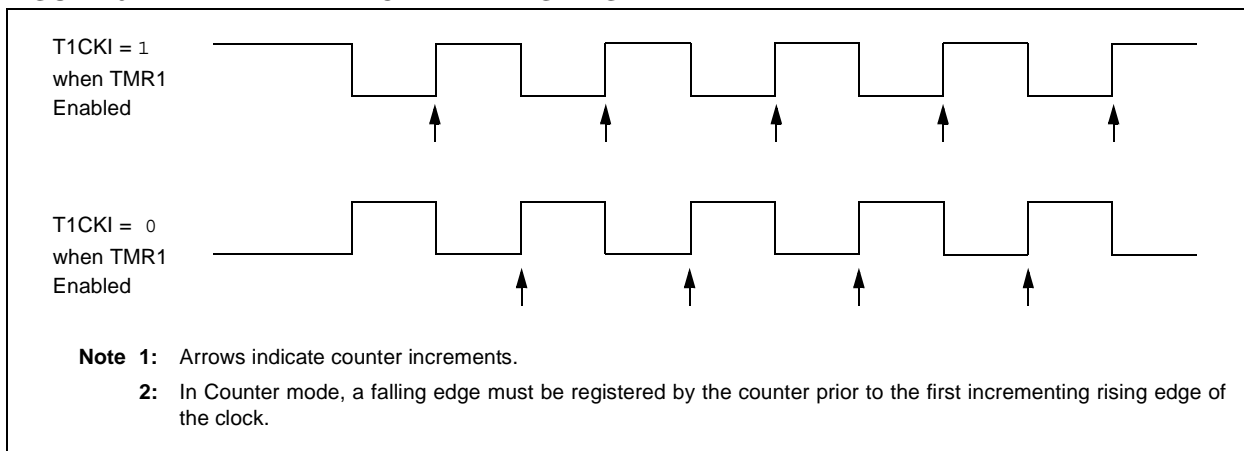 T1CKI = 1
when TMR1
Enabled
T1CKI = 0
when TMR1
Enabled
Note 1: Arrows indicate counter increments.
2: In Counter mode, a falling edge must be registered by the counter prior to the first incrementing rising edge of
the clock.